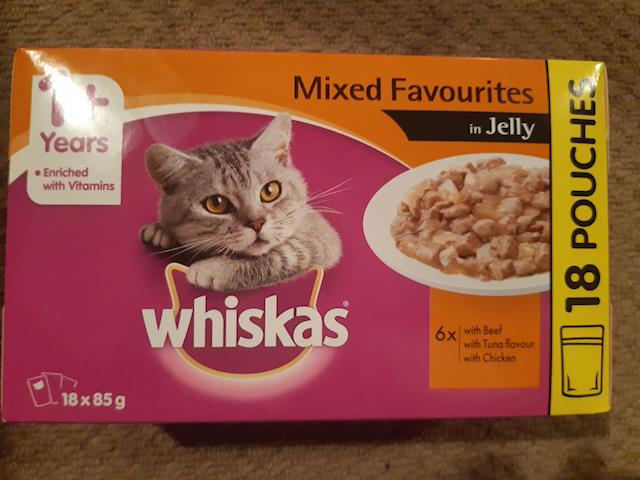 1+
Years
• Enriched
with Vitamins
Mixed Favourites
in Jelly
whiskas®
6x with Beef
with Tuna flavour
with Chicken
18 x 85g
18 POUCHES